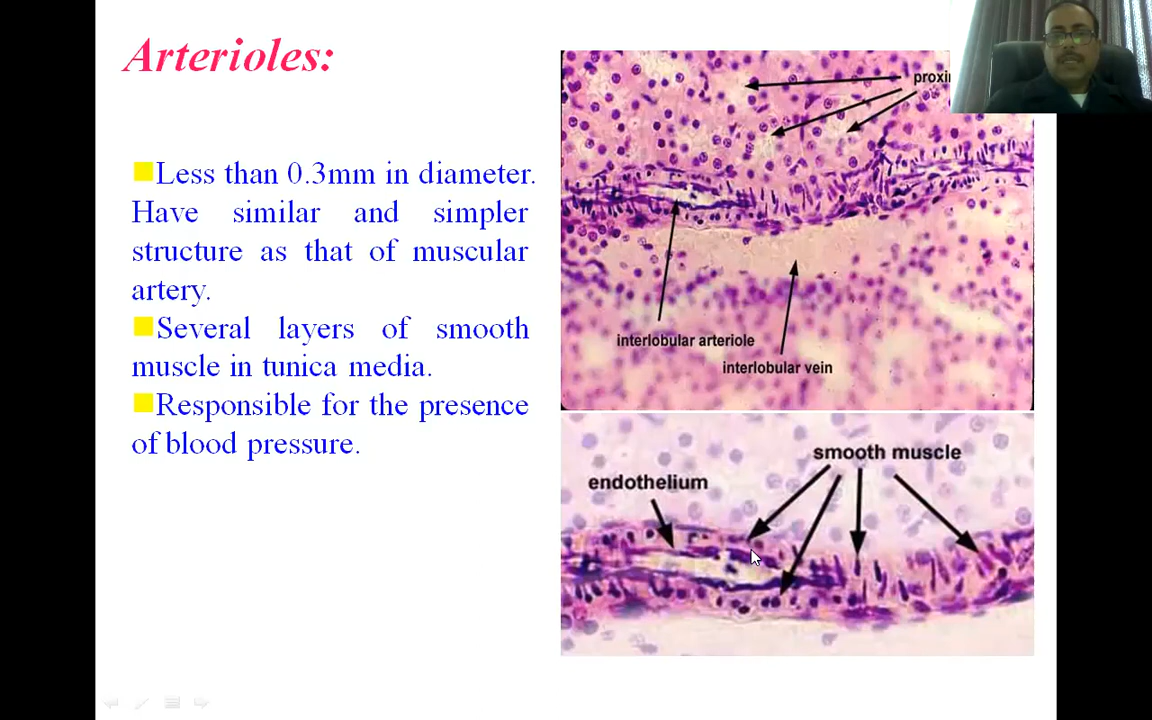 Arterioles:
Less than 0.3mm in diameter.
Have similar and simpler
structure as that of muscular
artery.
Several layers of smooth
muscle in tunica media.
Responsible for the presence
of blood pressure.
interlobular arteriole
interlobular vein
smooth muscle
endothelium